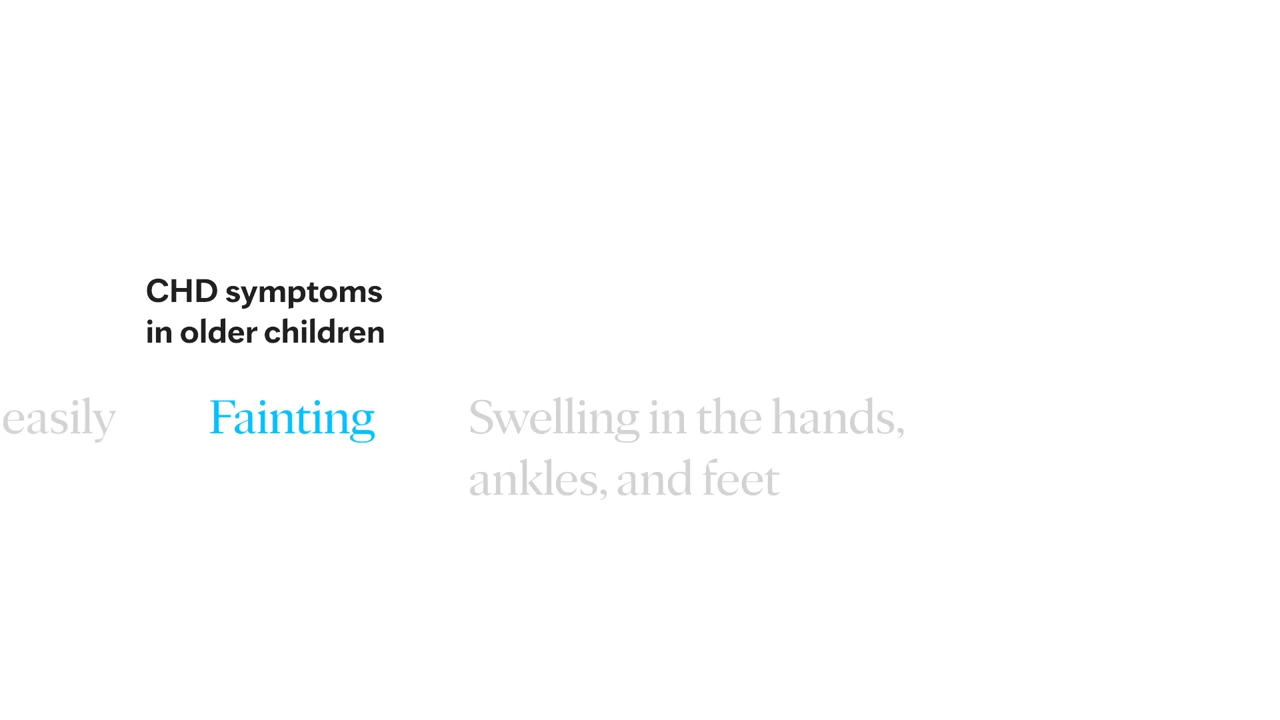 CHD symptoms
in older children
easily Fainting Swelling in the hands,
ankles, and feet